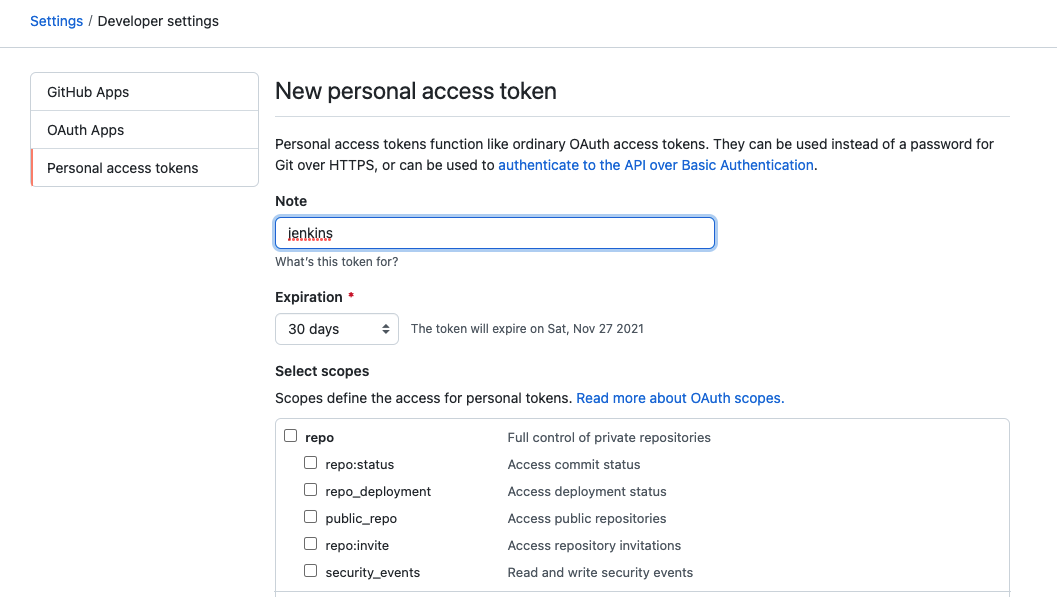 Settings / Developer settings
GitHub Apps
OAuth Apps
Personal access tokens
New personal access token
Personal access tokens function like ordinary OAuth access tokens. They can be used instead of a password for
Git over HTTPS, or can be used to authenticate to the API over Basic Authentication.
Note
jenkins
What's this token for?
Expiration *
30 days The token will expire on Sat, Nov 27 2021
Select scopes
Scopes define the access for personal tokens. Read more about OAuth scopes.
repo Full control of private repositories
repo:status Access commit status
repo_deployment Access deployment status
public_repo Access public repositories
repo:invite Access repository invitations
security_events Read and write security events